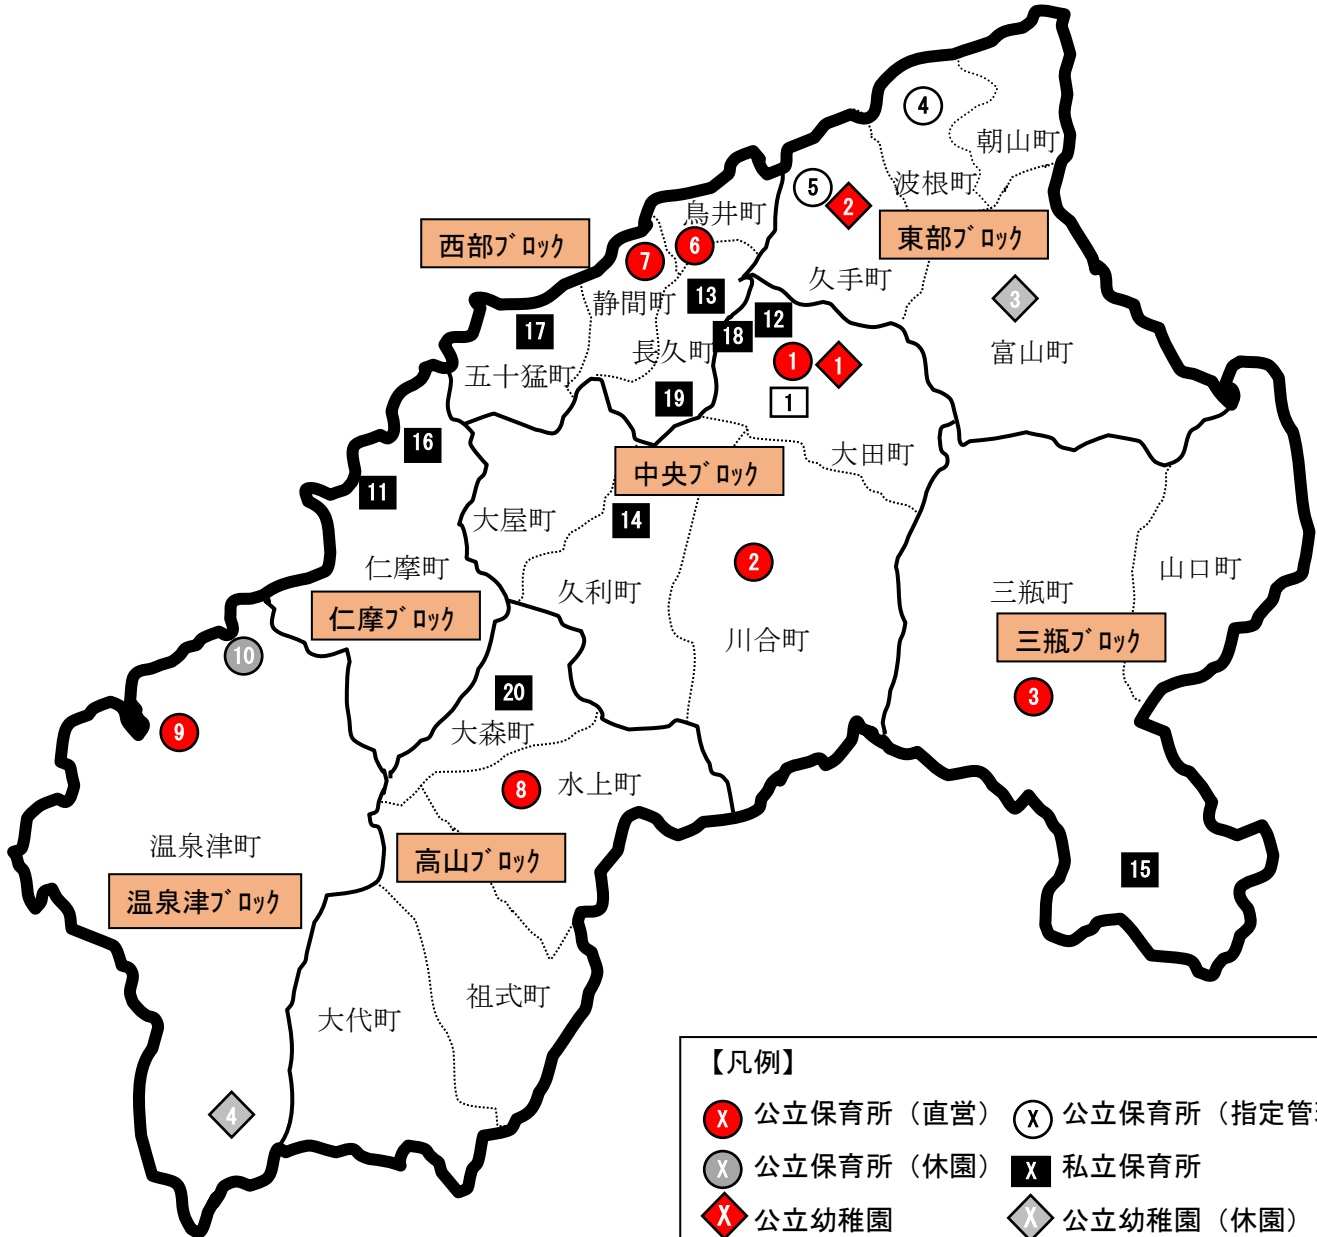 4
朝山町
波根町
5
2
鳥井町
東部ブロック
西部ブロック
6
7
久手町
13
静間町
3
12
17
18
富山町
長久町
1
1
五十猛町
19
1
16
大田町
中央ブロック
11
大屋町
14
2
仁摩町
山口町
久利町
三瓶町
仁摩ブロック
川合町
三瓶ブロック
10
20
3
9
大森町
水上町
8
温泉津町
高山ブロック
15
温泉津ブロック
祖式町
大代町
4
【凡例】
X 公立保育所（直営） X 公立保育所（指定管
X 公立保育所（休園） X 私立保育所
X 公立幼稚園 X 公立幼稚園（休園）